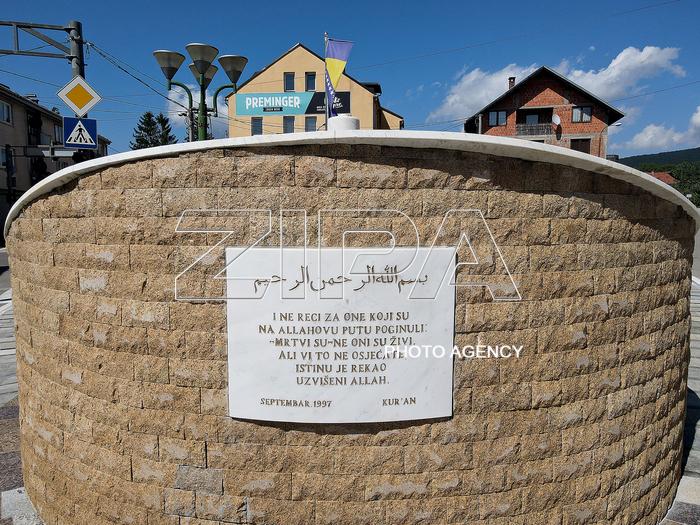 PREMINGER
ZIPA
بسم الله الرحمن الرحيم
I NE RECI ZA ONE KOJI SU
NA ALLAHOVU PUTU POGINULI:
-MRTVI SU-NE ONI SU ŽIVI.
ALI VI TO NE OSJEĆATE
PHOTO AGENCY
ISTINU JE REKAO
UZVIŠENI ALLAH.
SEPTEMBAR, 1997 KUR'AN